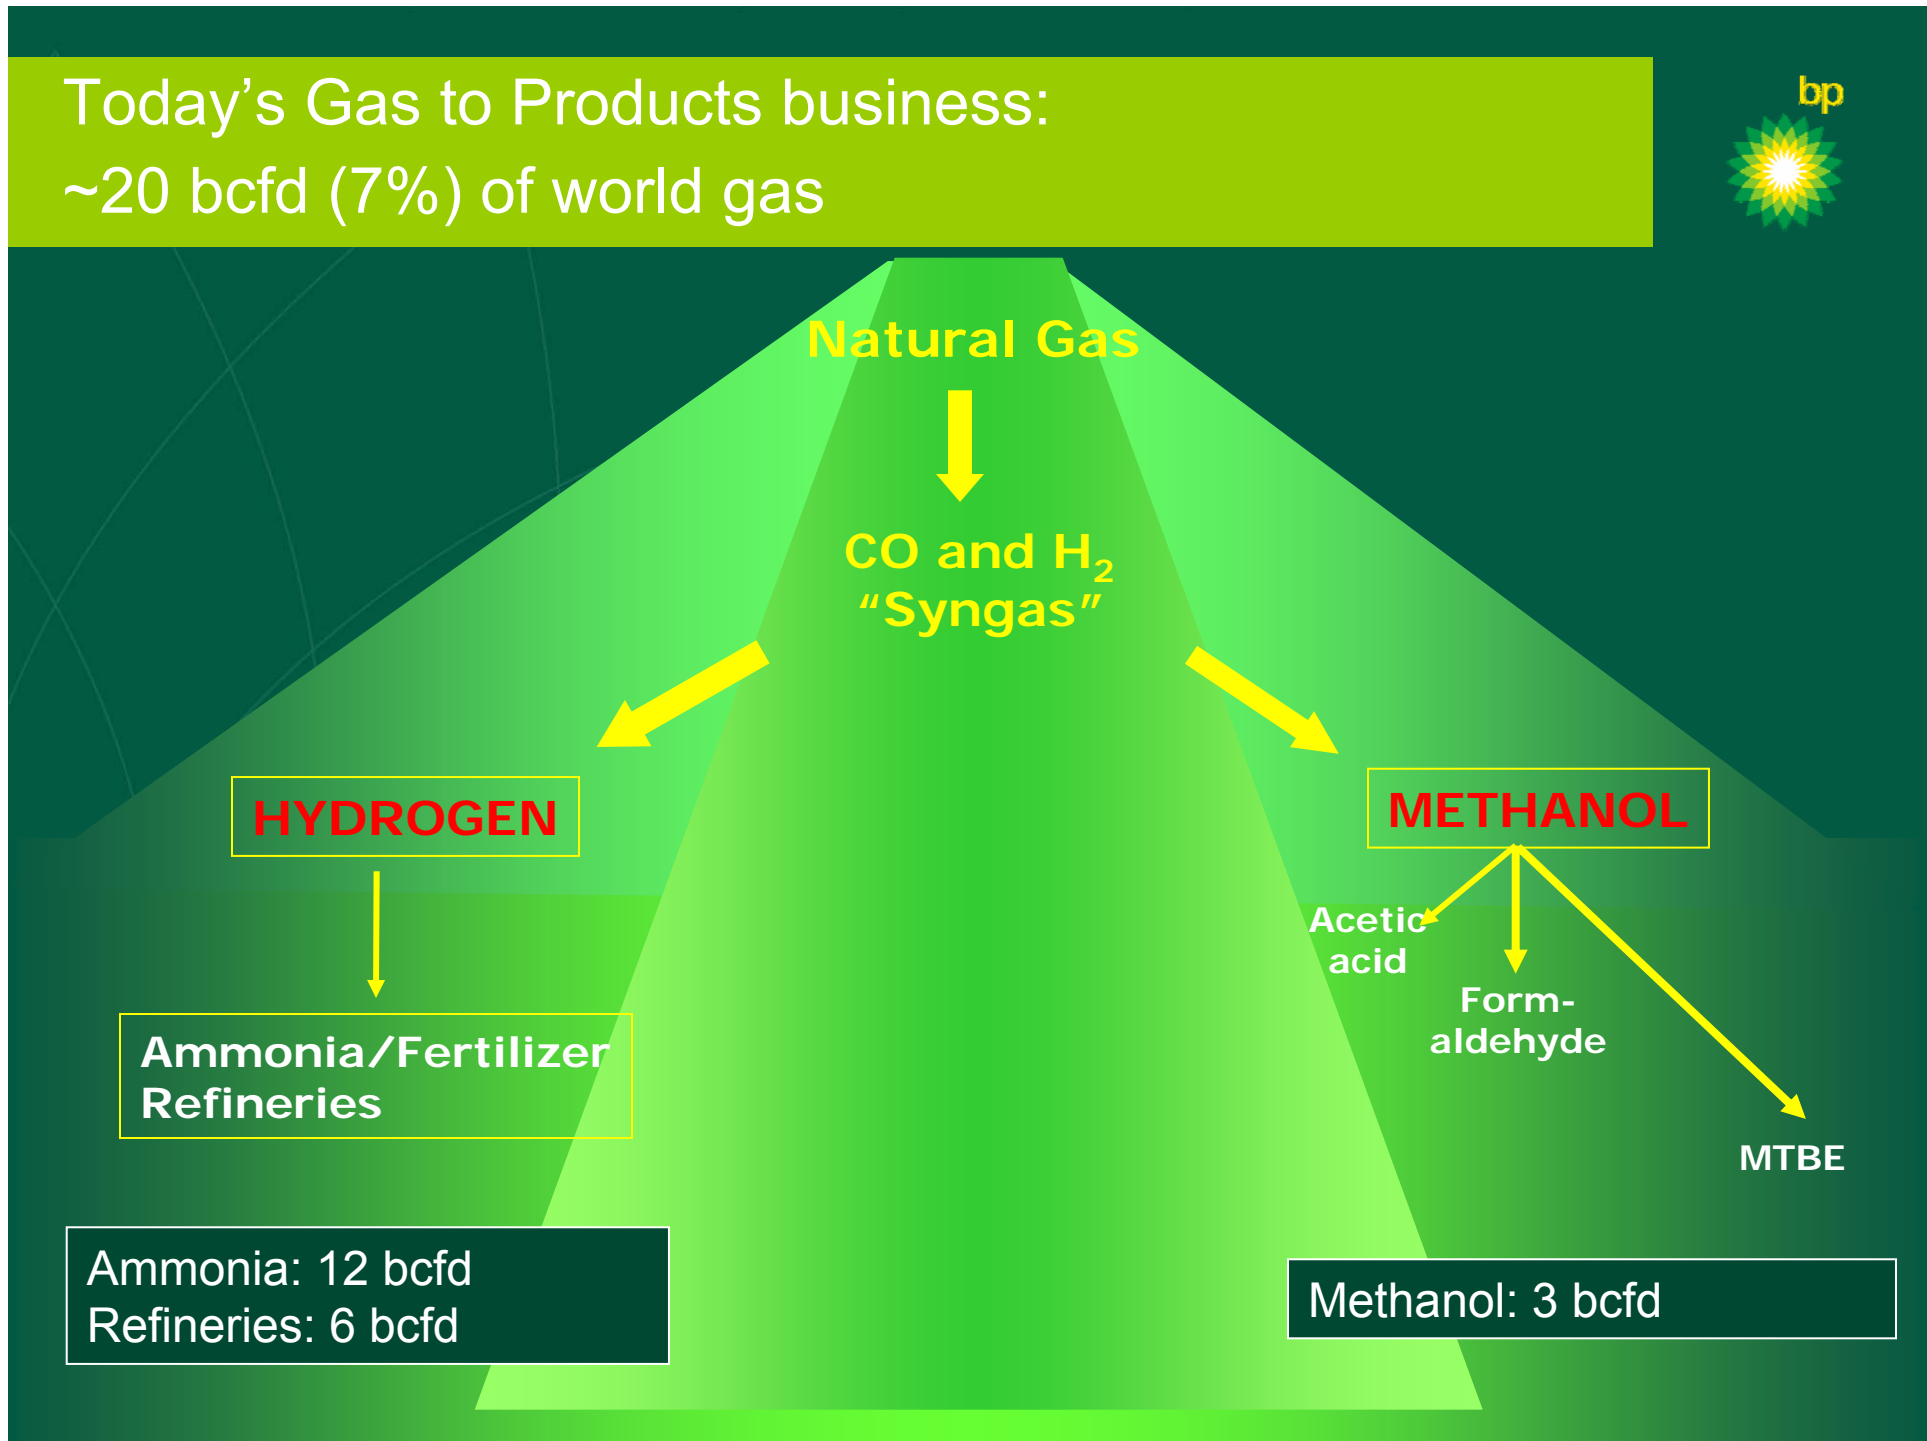 Today’s Gas to Products business:
~20 bcfd (7%) of world gas
bp
Natural Gas
CO and H₂
“Syngas”
HYDROGEN
METHANOL
Acetic
acid
Form-
aldehyde
Ammonia/Fertilizer
Refineries
MTBE
Ammonia: 12 bcfd
Refineries: 6 bcfd
Methanol: 3 bcfd